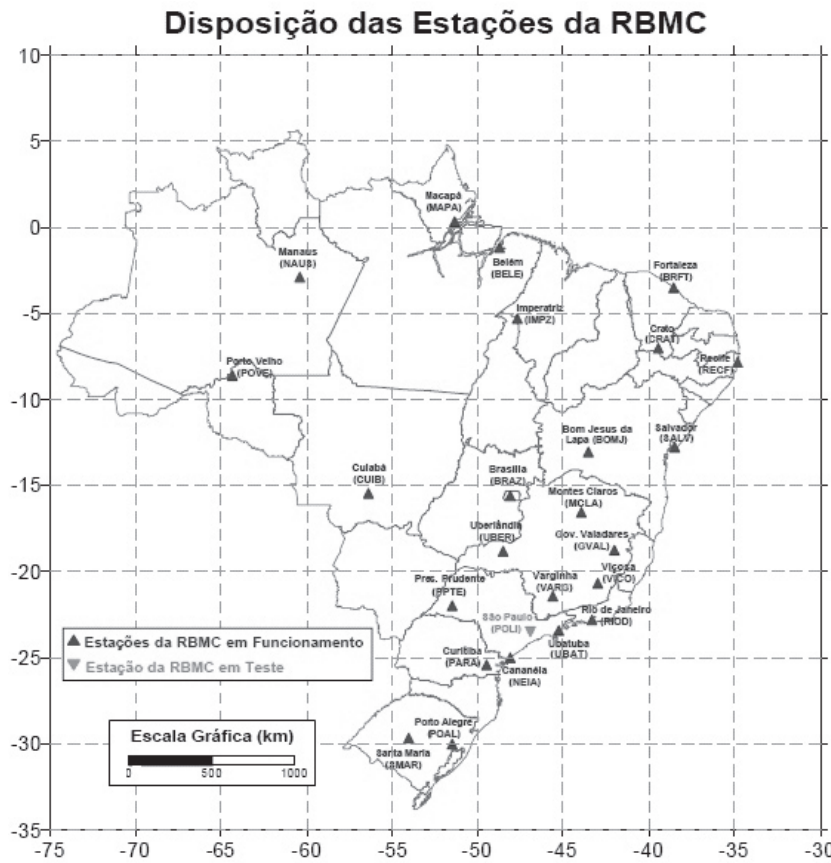 Disposição das Estações da RBMC
10
5
0
-5
-10
-15
-20
-25
-30
-35
-75
-70
-65
-60
-55
-50
-45
-40
-35
-30
Macapá
(MAPA)
Manaus
(NAUS)
Belém
(BELE)
Fortaleza
(BRFT)
Imperatriz
(IMPZ)
Crato
(CRAT)
Recife
(RECF)
Porto Velho
(POVE)
Bom Jesus da
Lapa (BOMJ)
Salvador
(SALV)
Cuiabá
(CUIB)
Brasília
(BRAZ)
Montes Claros
(MCLA)
Uberlândia
(UBER)
Gov. Valadares
(GVAL)
Viçosa
(VICO)
Pres. Prudente
(PPTE)
Varginha
(VARG)
Rio de Janeiro
(RIOD)
São Paulo
(POLI)
Ubatuba
(UBAT)
Curitiba
(PARA)
Cananéia
(NEIA)
Porto Alegre
(POAL)
Santa Maria
(SMAR)
Estações da RBMC em Funcionamento
Estação da RBMC em Teste
Escala Gráfica (km)
0
500
1000